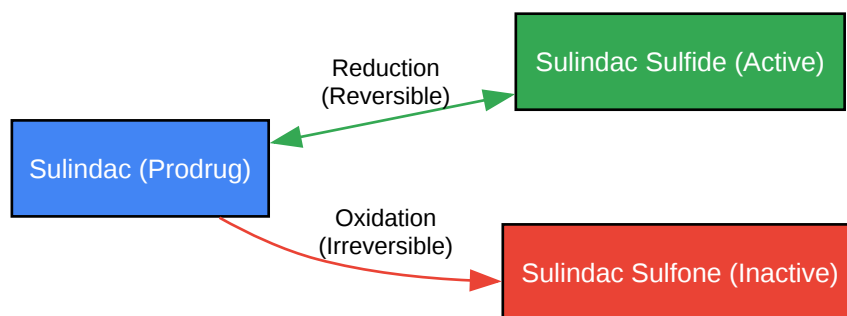 Reduction
(Reversible)
Sulindac Sulfide (Active)
Sulindac (Prodrug)
Oxidation
(Irreversible)
Sulindac Sulfone (Inactive)